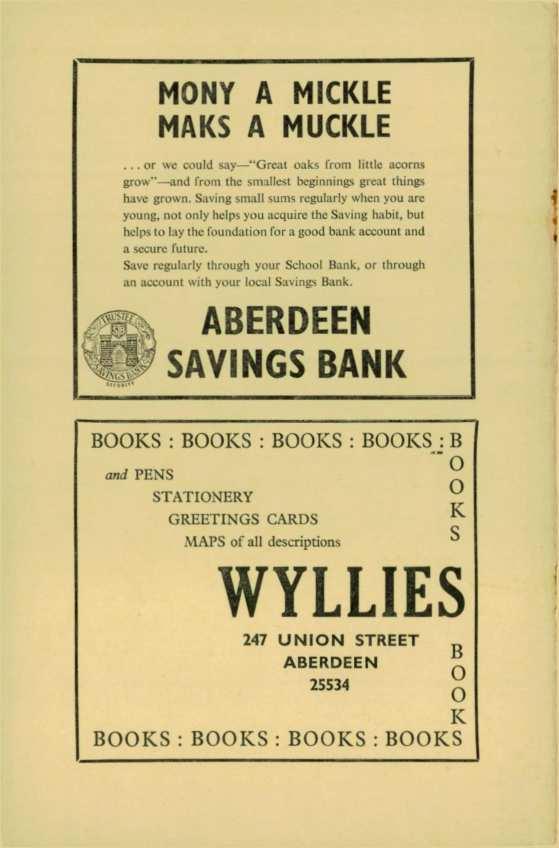 MONY A MICKLE
MAKS A MUCKLE
...or we could say—"Great oaks from little acorns
grow"—and from the smallest beginnings great things
have grown. Saving small sums regularly when you are
young, not only helps you acquire the Saving habit, but
helps to lay the foundation for a good bank account and
a secure future.
Save regularly through your School Bank, or through
an account with your local Savings Bank.
TRUSTEE
SAVINGS BANK
SECURITY
ABERDEEN
SAVINGS BANK
BOOKS : BOOKS : BOOKS : BOOKS : B
O
O
K
S
and PENS
STATIONERY
GREETINGS CARDS
MAPS of all descriptions
WYLLIES
247 UNION STREET
ABERDEEN
25534
B
O
O
K
BOOKS : BOOKS : BOOKS : BOOKS